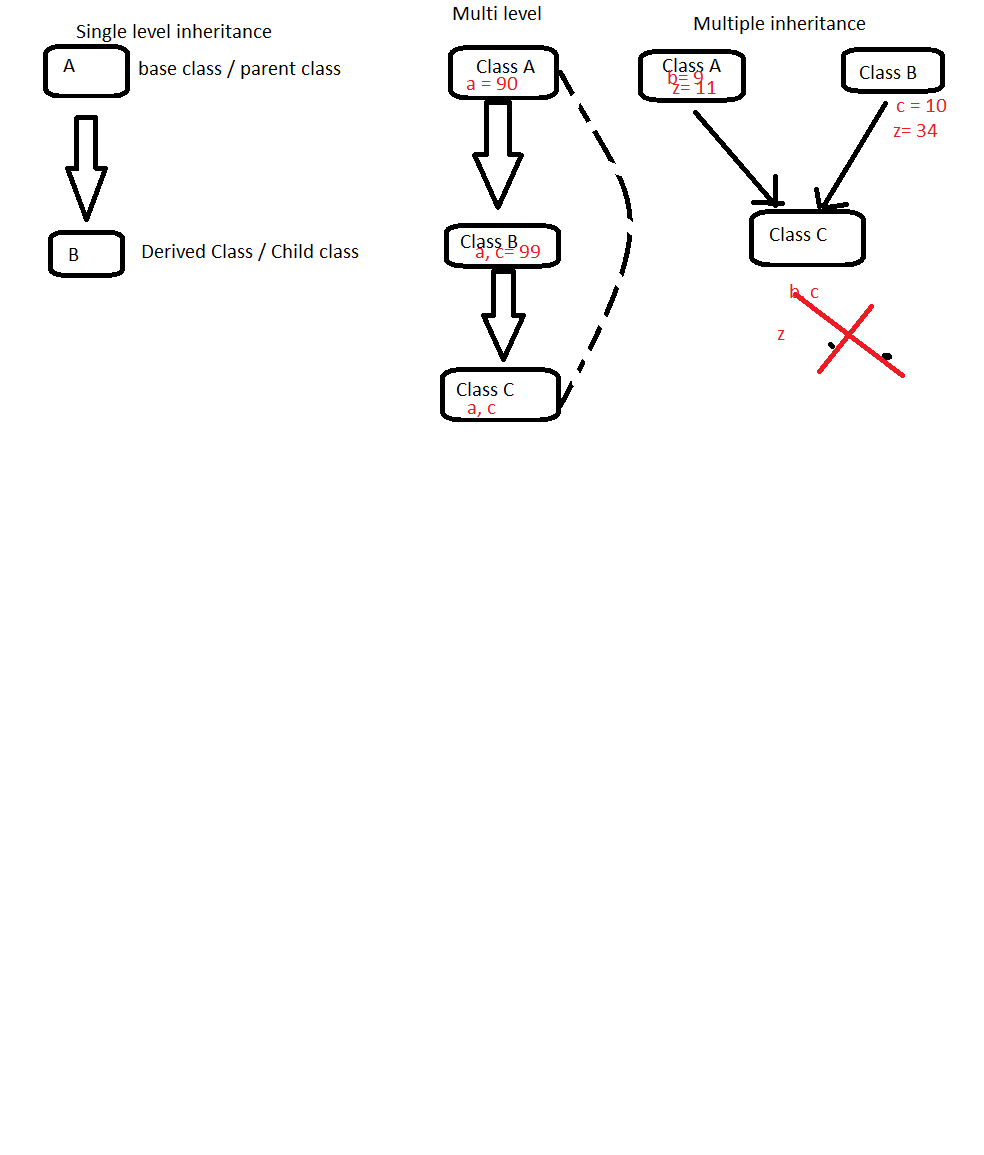 Single level inheritance
A
base class / parent class
B
Derived Class / Child class
Multi level
Class A
a = 90
Class B
a, c= 99
Class C
a, c
Multiple inheritance
Class A
b= 9
z= 11
Class B
c = 10
z= 34
Class C
b, c
z